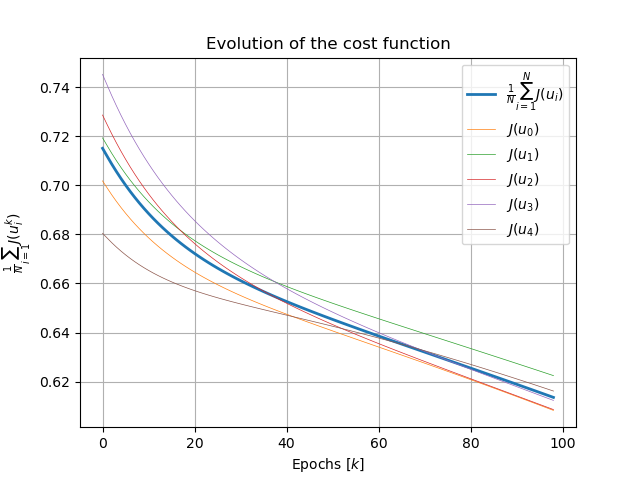 Evolution of the cost function
0.74
0.72
0.70
0.68
0.66
0.64
0.62
0 20 40 60 80 100
Epochs [k]
\frac{1}{N}\sum_{i=1}^{N} J(u_i^k)
\frac{1}{N}\sum_{i=1}^{N} J(u_i)
J(u_0)
J(u_1)
J(u_2)
J(u_3)
J(u_4)